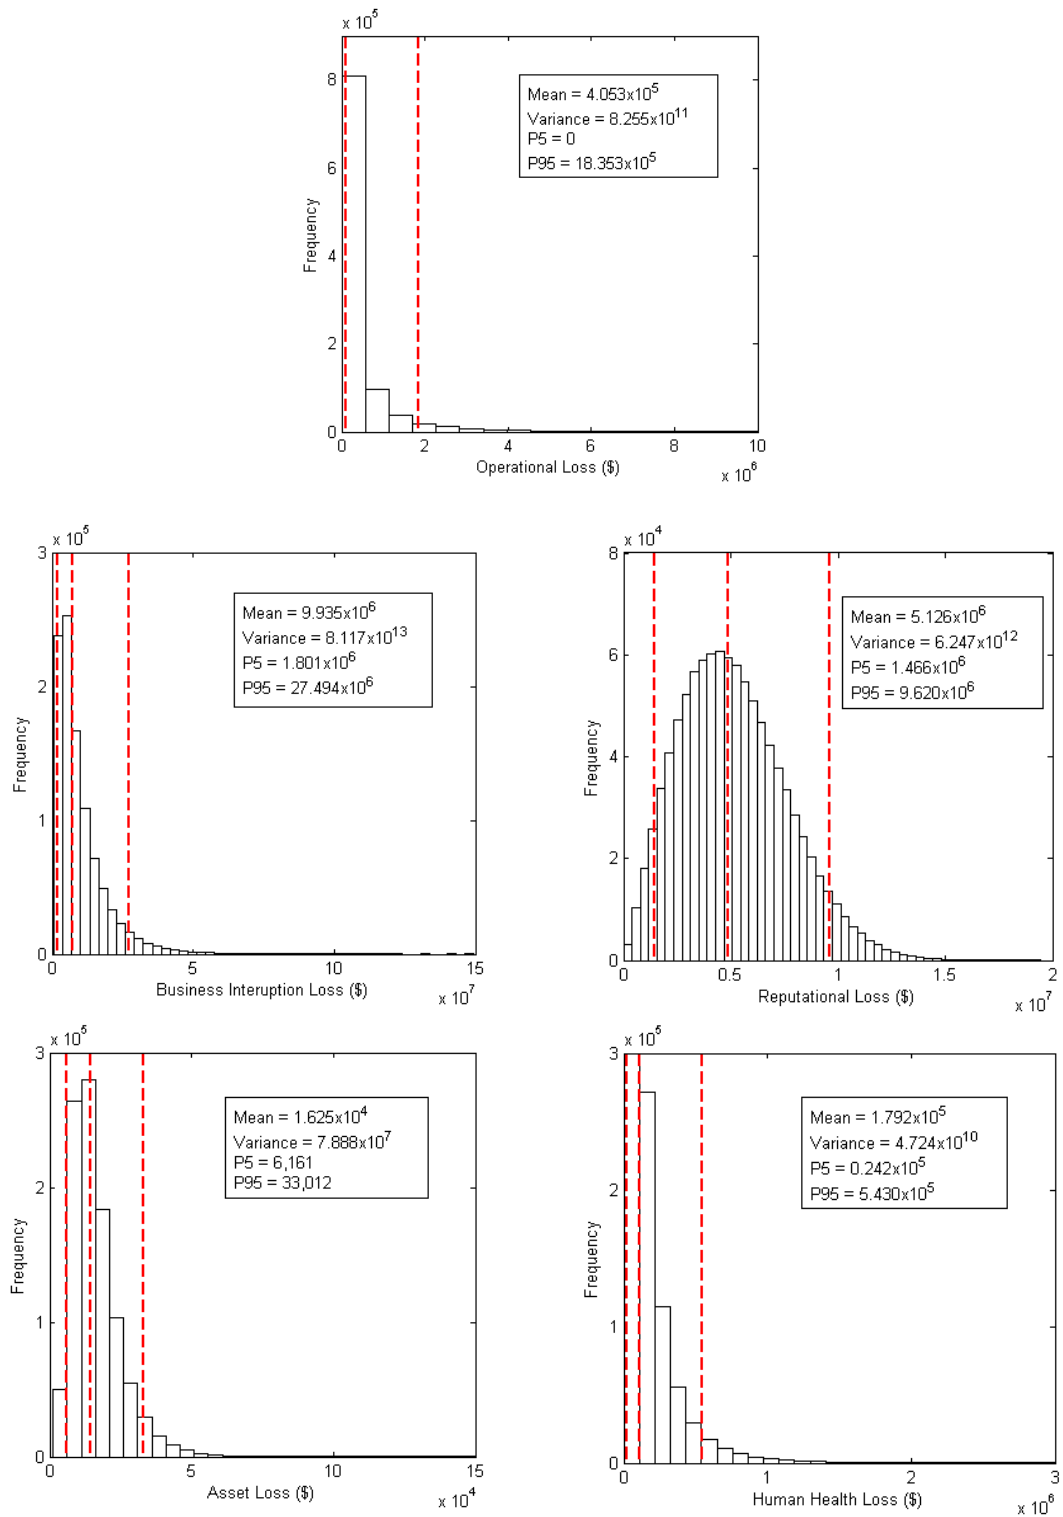 x 10^5
8
6
4
2
0
Frequency
Mean = 4.053x10^5
Variance = 8.255x10^11
P5 = 0
P95 = 18.353x10^5
0 2 4 6 8 10
Operational Loss ($)
x 10^6
x 10^5
3
2
1
0
Frequency
Mean = 9.935x10^6
Variance = 8.117x10^13
P5 = 1.801x10^6
P95 = 27.494x10^6
0 5 10 15
Business Interuption Loss ($)
x 10^7
x 10^4
8
6
4
2
0
Frequency
Mean = 5.126x10^6
Variance = 6.247x10^12
P5 = 1.466x10^6
P95 = 9.620x10^6
0 0.5 1 1.5 2
Reputational Loss ($)
x 10^7
x 10^5
3
2
1
0
Frequency
Mean = 1.625x10^4
Variance = 7.888x10^7
P5 = 6,161
P95 = 33,012
0 5 10 15
Asset Loss ($)
x 10^4
x 10^5
3
2
1
0
Frequency
Mean = 1.792x10^5
Variance = 4.724x10^10
P5 = 0.242x10^5
P95 = 5.430x10^5
0 1 2 3
Human Health Loss ($)
x 10^6